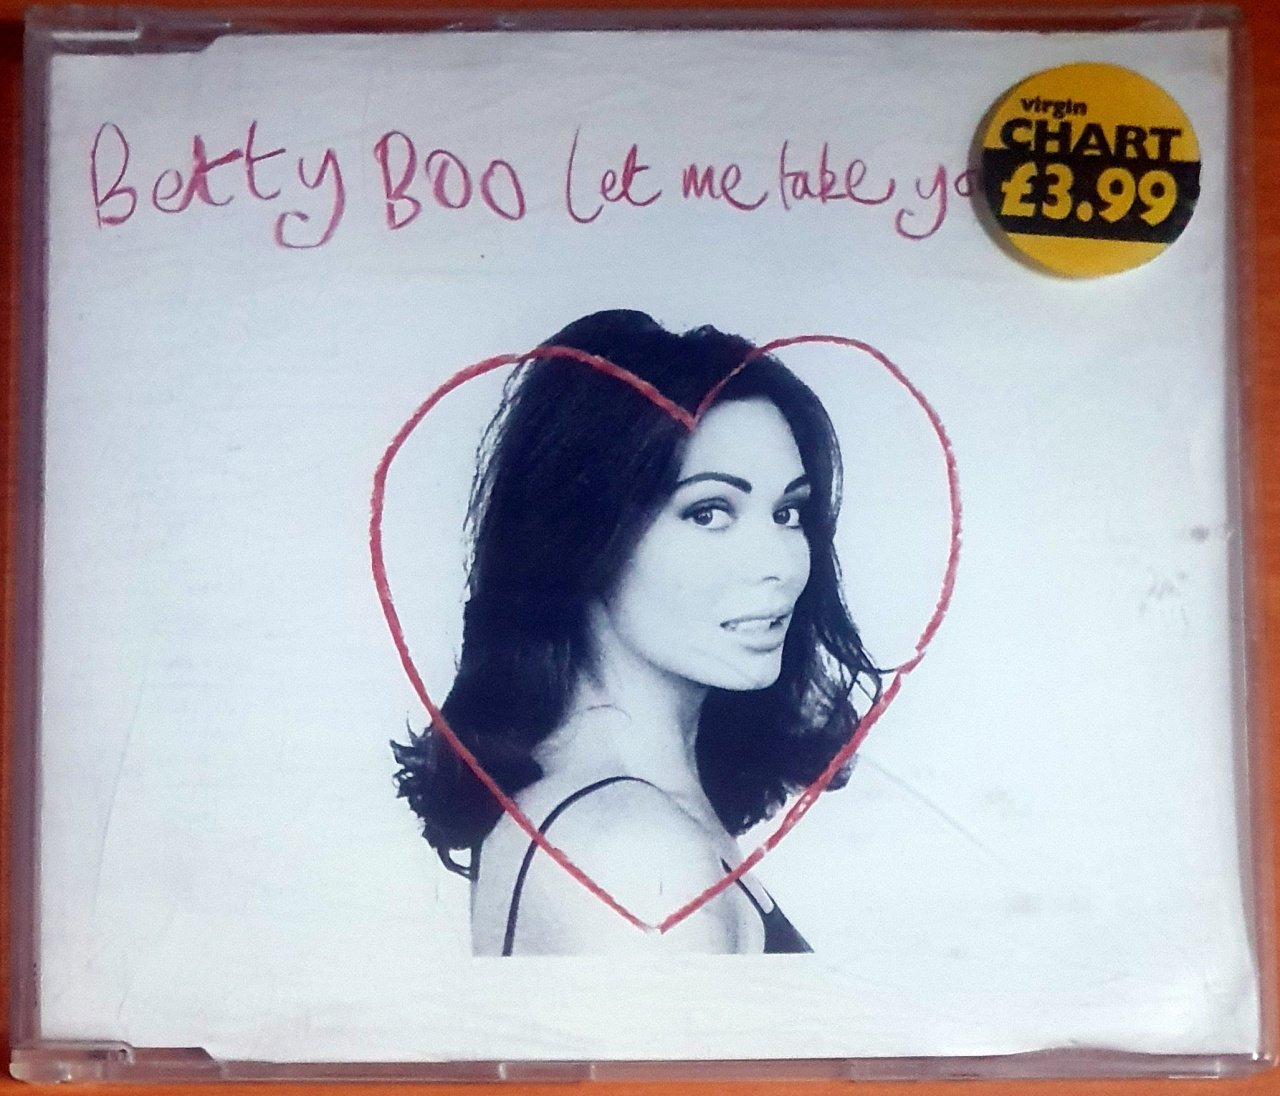 Betty Boo Let me take yo
virgin
CHART
£3.99